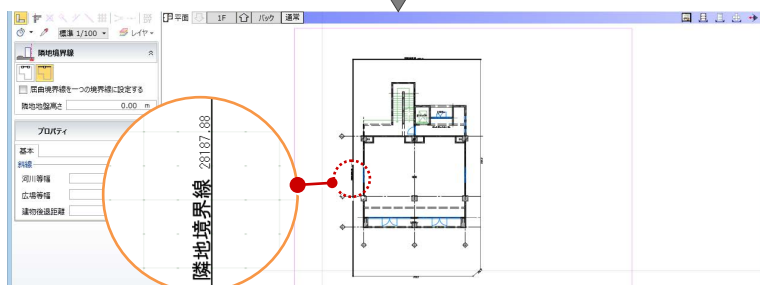 平面 1F バック 通常
標準 1/100 レイヤ
隣地境界線
屈曲境界線を一つの境界線に設定する
隣地地盤高さ 0.00 m
プロパティ
基本
斜線
河川等幅
広場等幅
建物後退距離
隣地境界線 28187.88